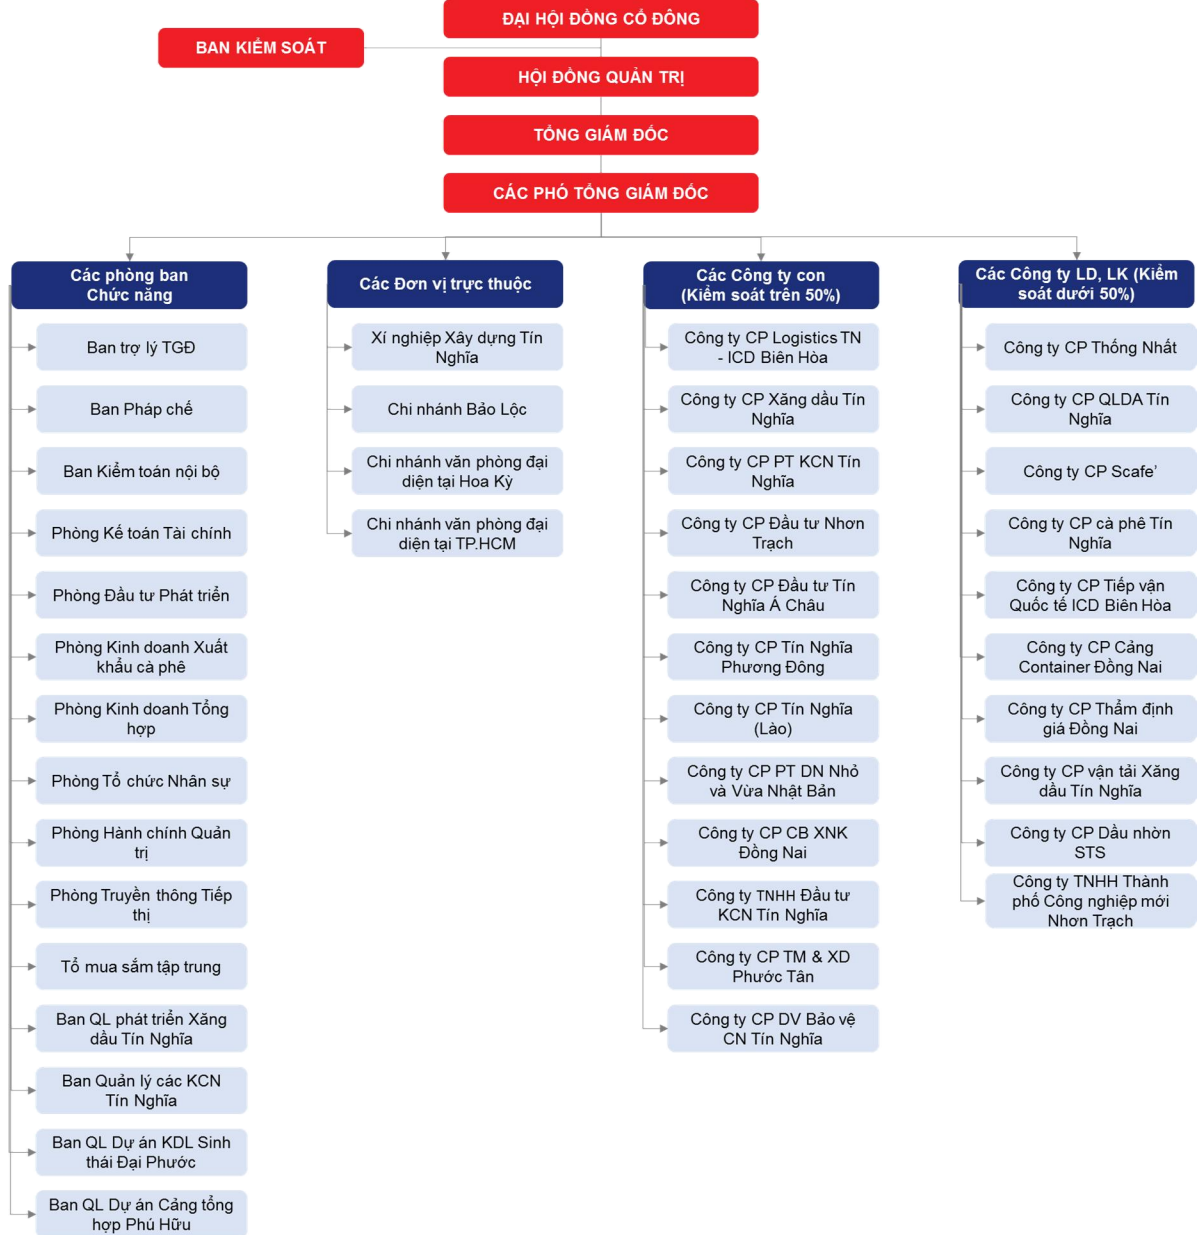 ĐẠI HỘI ĐỒNG CỔ ĐÔNG
BAN KIỂM SOÁT
HỘI ĐỒNG QUẢN TRỊ
TỔNG GIÁM ĐỐC
CÁC PHÓ TỔNG GIÁM ĐỐC
Các phòng ban
Chức năng
Ban trợ lý TGĐ
Ban Pháp chế
Ban Kiểm toán nội bộ
Phòng Kế toán Tài chính
Phòng Đầu tư Phát triển
Phòng Kinh doanh Xuất
khẩu cà phê
Phòng Kinh doanh Tổng
hợp
Phòng Tổ chức Nhân sự
Phòng Hành chính Quản
trị
Phòng Truyền thông Tiếp
thị
Tổ mua sắm tập trung
Ban QL phát triển Xăng
dầu Tín Nghĩa
Ban Quản lý các KCN
Tín Nghĩa
Ban QL Dự án KDL Sinh
thái Đại Phước
Ban QL Dự án Cảng tổng
hợp Phú Hữu
Các Đơn vị trực thuộc
Xí nghiệp Xây dựng Tín
Nghĩa
Chi nhánh Bảo Lộc
Chi nhánh văn phòng đại
diện tại Hoa Kỳ
Chi nhánh văn phòng đại
diện tại TP.HCM
Các Công ty con
(Kiểm soát trên 50%)
Công ty CP Logistics TN
- ICD Biên Hòa
Công ty CP Xăng dầu Tín
Nghĩa
Công ty CP PT KCN Tín
Nghĩa
Công ty CP Đầu tư Nhơn
Trạch
Công ty CP Đầu tư Tín
Nghĩa Á Châu
Công ty CP Tín Nghĩa
Phương Đông
Công ty CP Tín Nghĩa
(Lào)
Công ty CP PT DN Nhỏ
và Vừa Nhật Bản
Công ty CP CB XNK
Đồng Nai
Công ty TNHH Đầu tư
KCN Tín Nghĩa
Công ty CP TM & XD
Phước Tân
Công ty CP DV Bảo vệ
CN Tín Nghĩa
Các Công ty LD, LK (Kiểm
soát dưới 50%)
Công ty CP Thống Nhất
Công ty CP QLDA Tín
Nghĩa
Công ty CP Scafe’
Công ty CP cà phê Tín
Nghĩa
Công ty CP Tiếp vận
Quốc tế ICD Biên Hòa
Công ty CP Cảng
Container Đồng Nai
Công ty CP Thẩm định
giá Đồng Nai
Công ty CP vận tải Xăng
dầu Tín Nghĩa
Công ty CP Dầu nhờn
STS
Công ty TNHH Thành
phố Công nghiệp mới
Nhơn Trạch